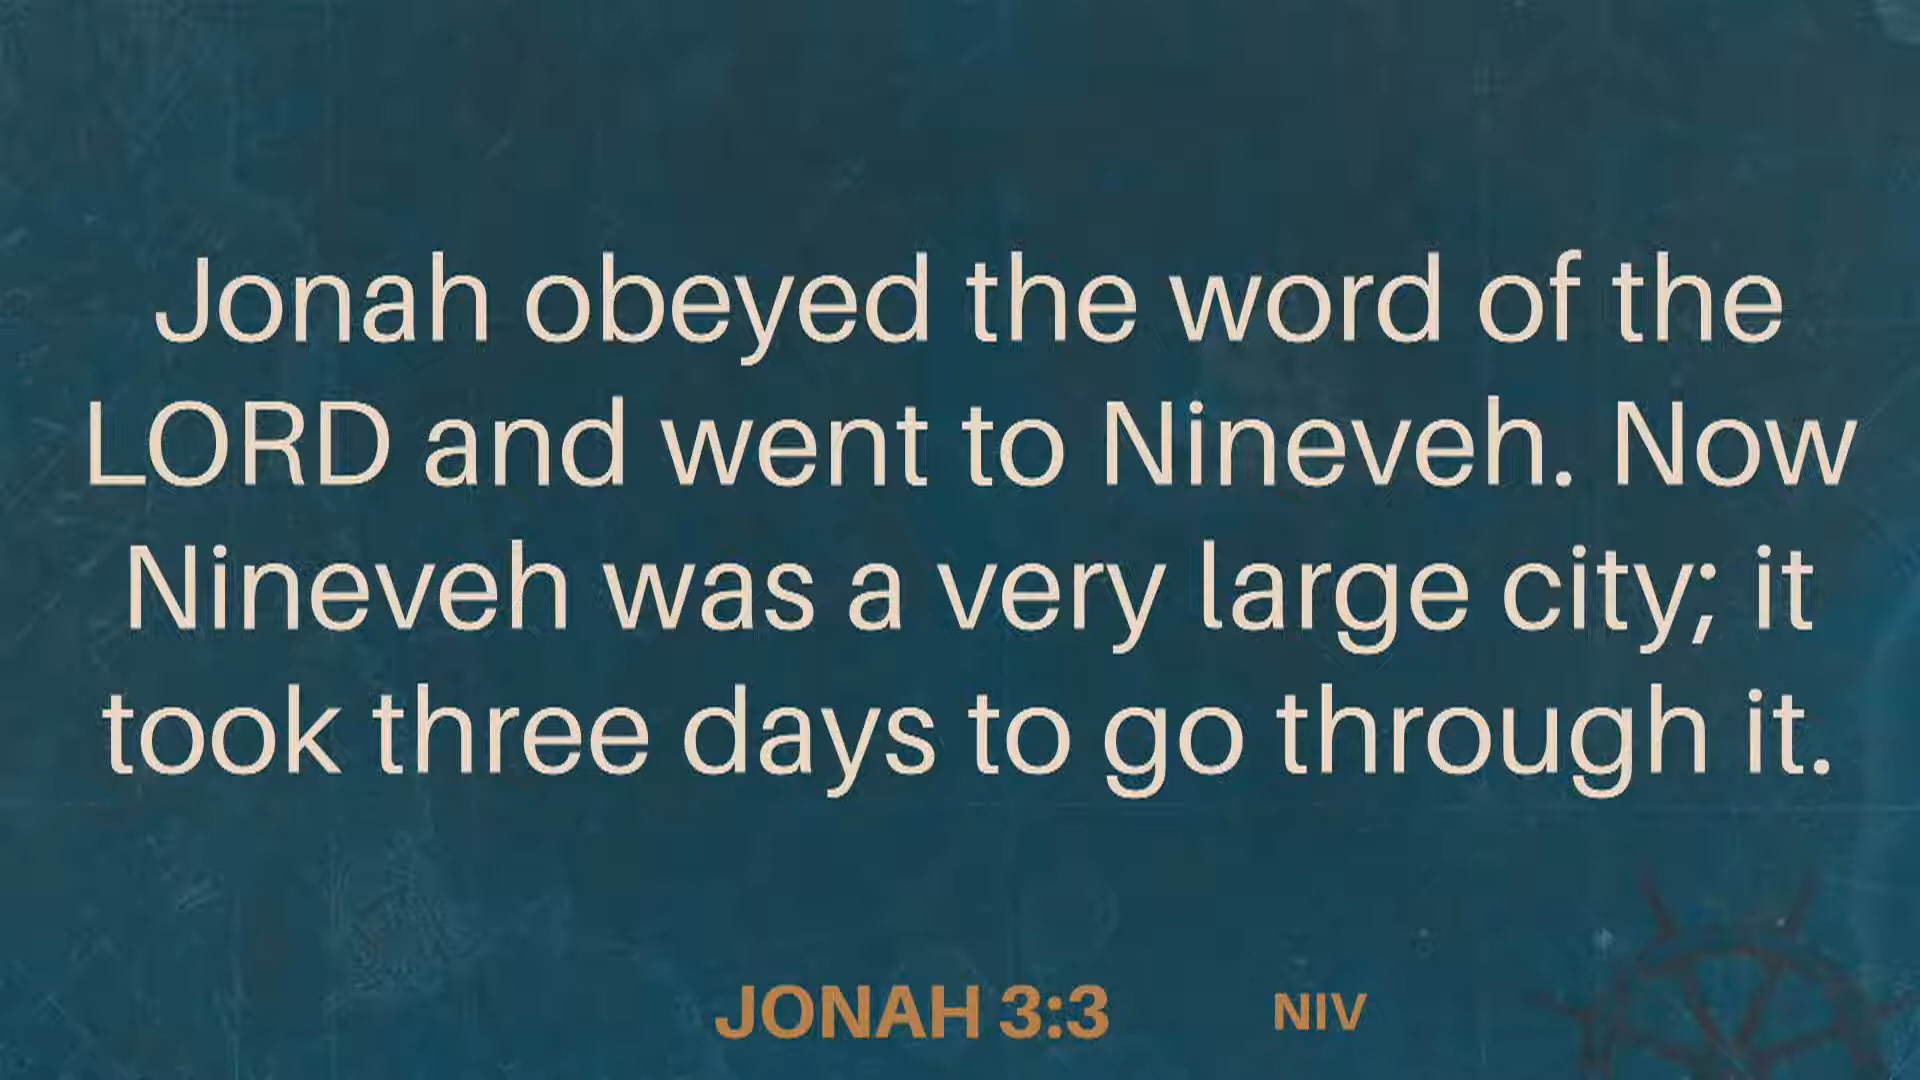 Jonah obeyed the word of the
LORD and went to Nineveh. Now
Nineveh was a very large city; it
took three days to go through it.
JONAH 3:3 NIV